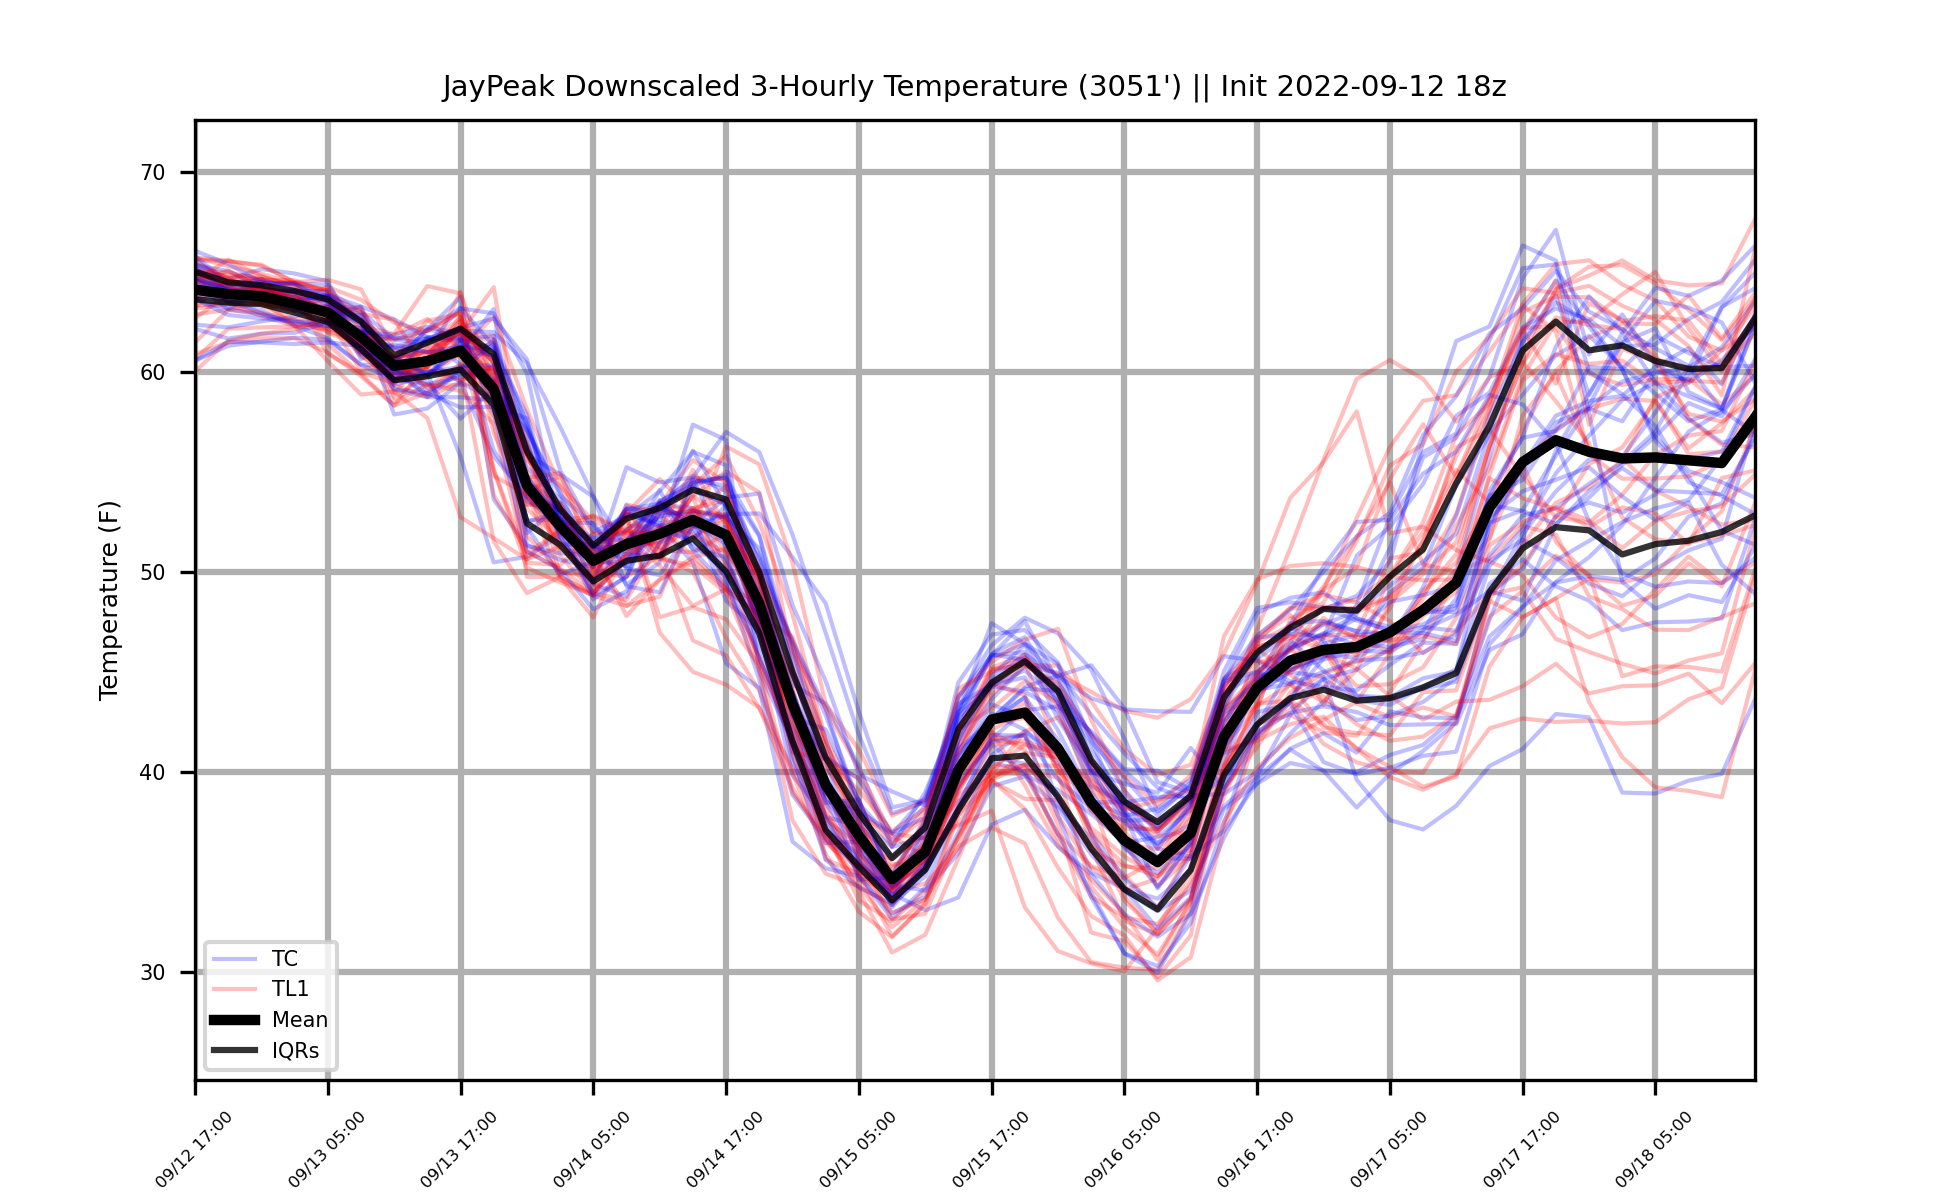 JayPeak Downscaled 3-Hourly Temperature (3051') || Init 2022-09-12 18z
Temperature (F)
70
60
50
40
30
TC
TL1
Mean
IQRs
09/12 17:00
09/13 05:00
09/13 17:00
09/14 05:00
09/14 17:00
09/15 05:00
09/15 17:00
09/16 05:00
09/16 17:00
09/17 05:00
09/17 17:00
09/18 05:00